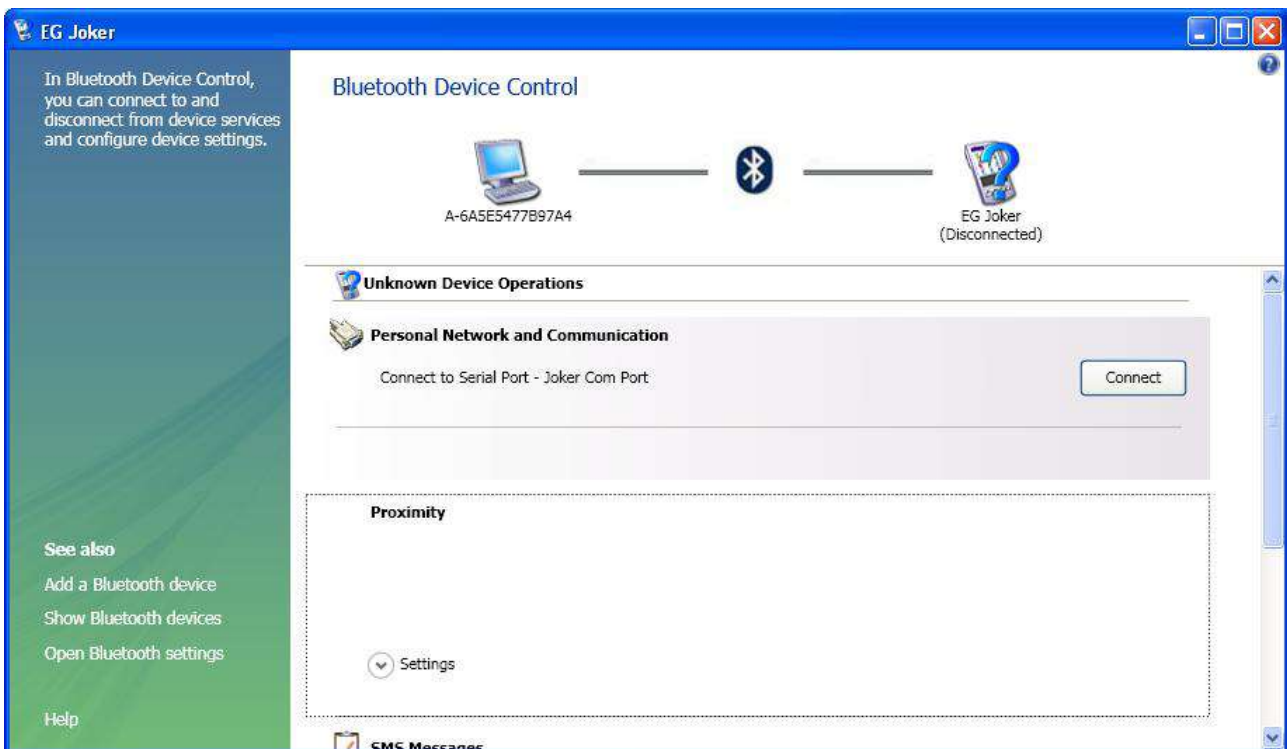 EG Joker
In Bluetooth Device Control,
you can connect to and
disconnect from device services
and configure device settings.
See also
Add a Bluetooth device
Show Bluetooth devices
Open Bluetooth settings
Help
Bluetooth Device Control
A-6A5E5477B97A4
EG Joker
(Disconnected)
Unknown Device Operations
Personal Network and Communication
Connect to Serial Port - Joker Com Port
Connect
Proximity
Settings
SMS Messages